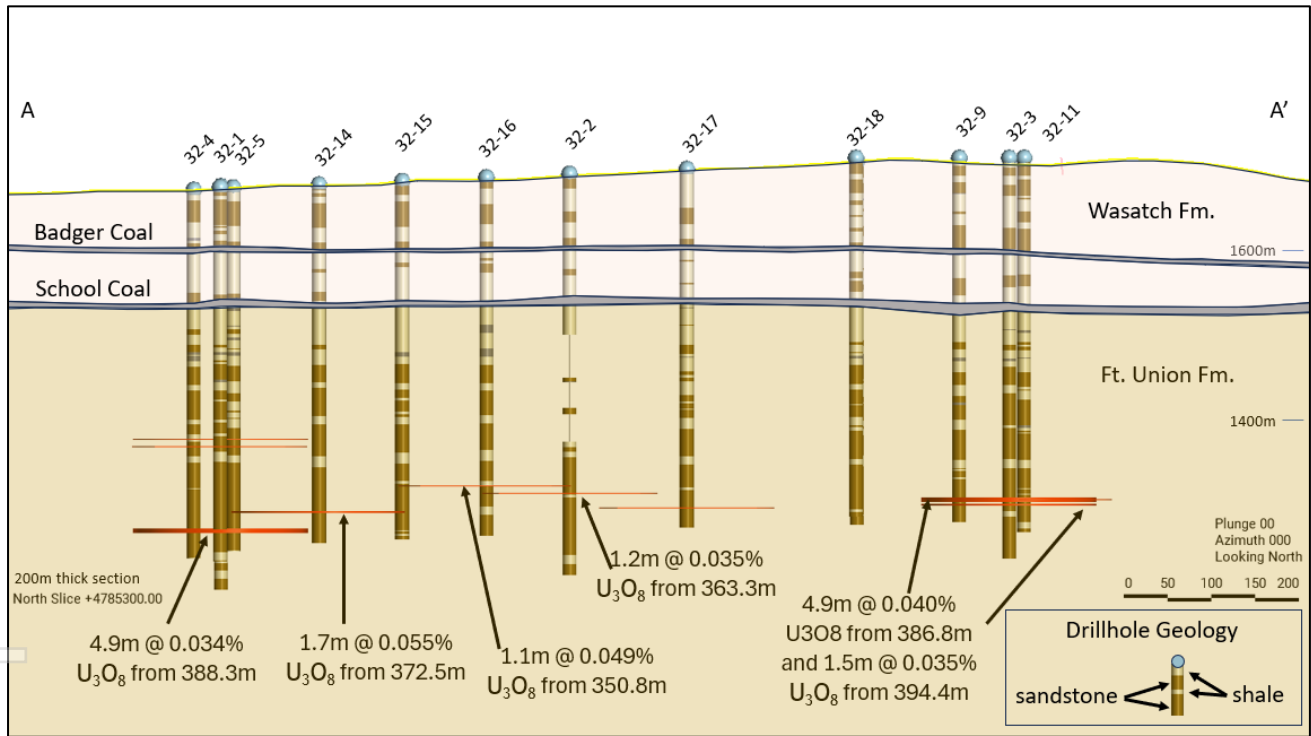 A
A'
32-4
32-1
32-5
32-14
32-15
32-16
32-2
32-17
32-18
32-9
32-3
32-11
Badger Coal
Wasatch Fm.
1600m
School Coal
Ft. Union Fm.
1400m
200m thick section
North Slice +4785300.00
4.9m @ 0.034%
U₃O₈ from 388.3m
1.7m @ 0.055%
U₃O₈ from 372.5m
1.1m @ 0.049%
U₃O₈ from 350.8m
1.2m @ 0.035%
U₃O₈ from 363.3m
4.9m @ 0.040%
U3O8 from 386.8m
and 1.5m @ 0.035%
U₃O₈ from 394.4m
Plunge 00
Azimuth 000
Looking North
0 50 100 150 200
Drillhole Geology
sandstone
shale